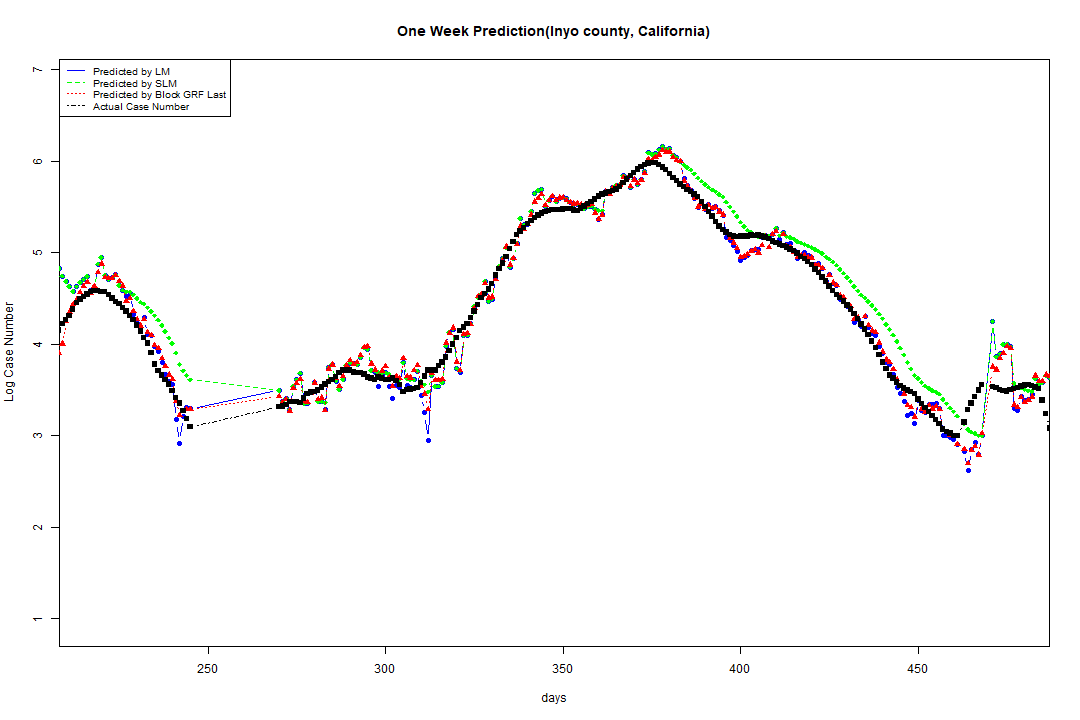 One Week Prediction(Inyo county, California)
Predicted by LM
Predicted by SLM
Predicted by Block GRF Last
Actual Case Number
7
6
5
4
3
2
1
Log Case Number
250
300
350
400
450
days